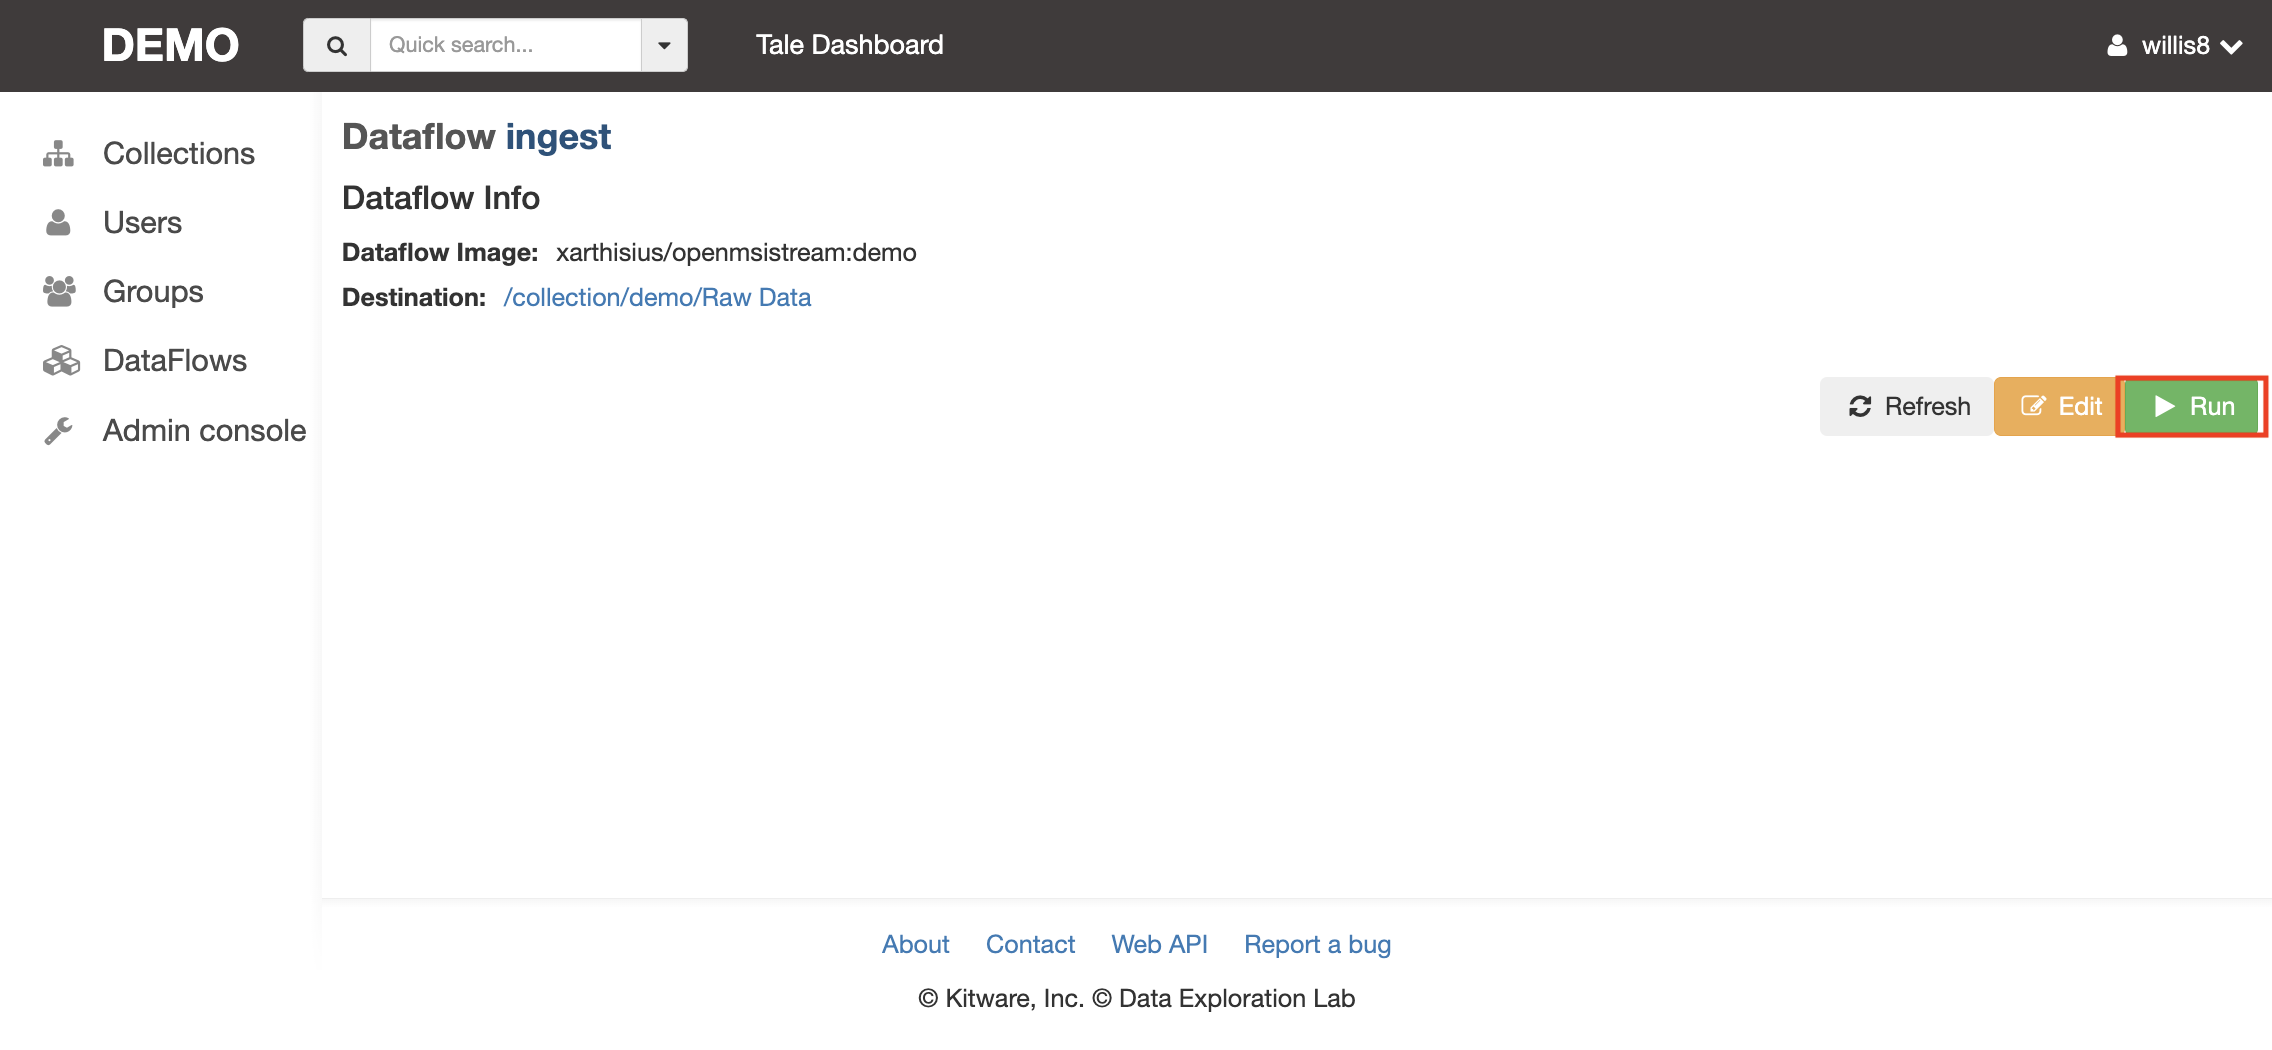 DEMO
Quick search...
Tale Dashboard
willis8
Collections
Users
Groups
DataFlows
Admin console
Dataflow ingest
Dataflow Info
Dataflow Image: xarthisius/openmsistream:demo
Destination: /collection/demo/Raw Data
Refresh
Edit
Run
About Contact Web API Report a bug
© Kitware, Inc. © Data Exploration Lab